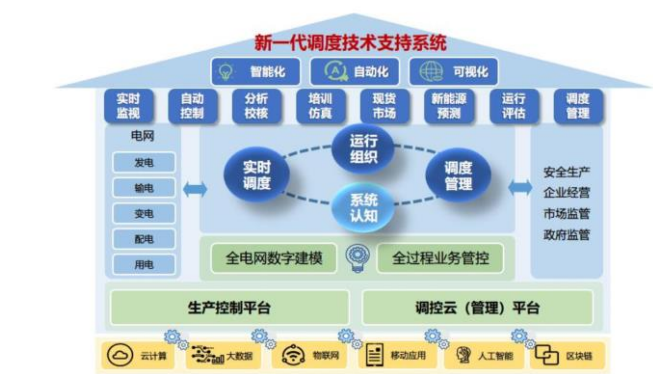 新一代调度技术支持系统
智能化 自动化 可视化
实时 自动 分析 培训 现货 新能源 运行 调度
监视 控制 校核 仿真 市场 预测 评估 管理
电网
发电
输电
变电
配电
用电
运行
组织
实时
调度
调度
管理
系统
认知
安全生产
企业经营
市场监管
政府监管
全电网数字建模 全过程业务管控
生产控制平台 调控云（管理）平台
云计算 大数据 物联网 移动应用 人工智能 区块链